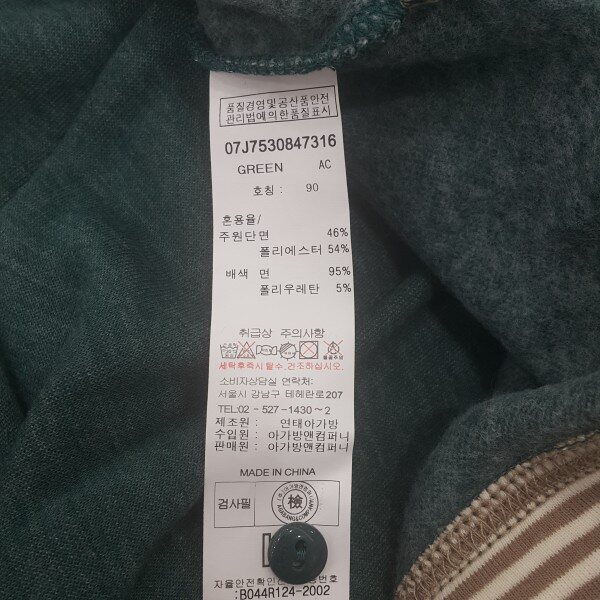 품질경영및공산품안전
관리법에의한품질표시
07J7530847316
GREEN AC
호칭 : 90
혼용율/
주원단면 46%
폴리에스터 54%
배색 면 95%
폴리우레탄 5%
취급상 주의사항
세탁후즉시탈수,건조하십시오.
소비자상담실 연락처:
서울시 강남구 테헤란로207
TEL:02 - 527-1430~2
제조원 : 연태아가방
수입원 : 아가방앤컴퍼니
판매원 : 아가방앤컴퍼니
MADE IN CHINA
검사필 檢
자율안전확인
:B044R124-2002